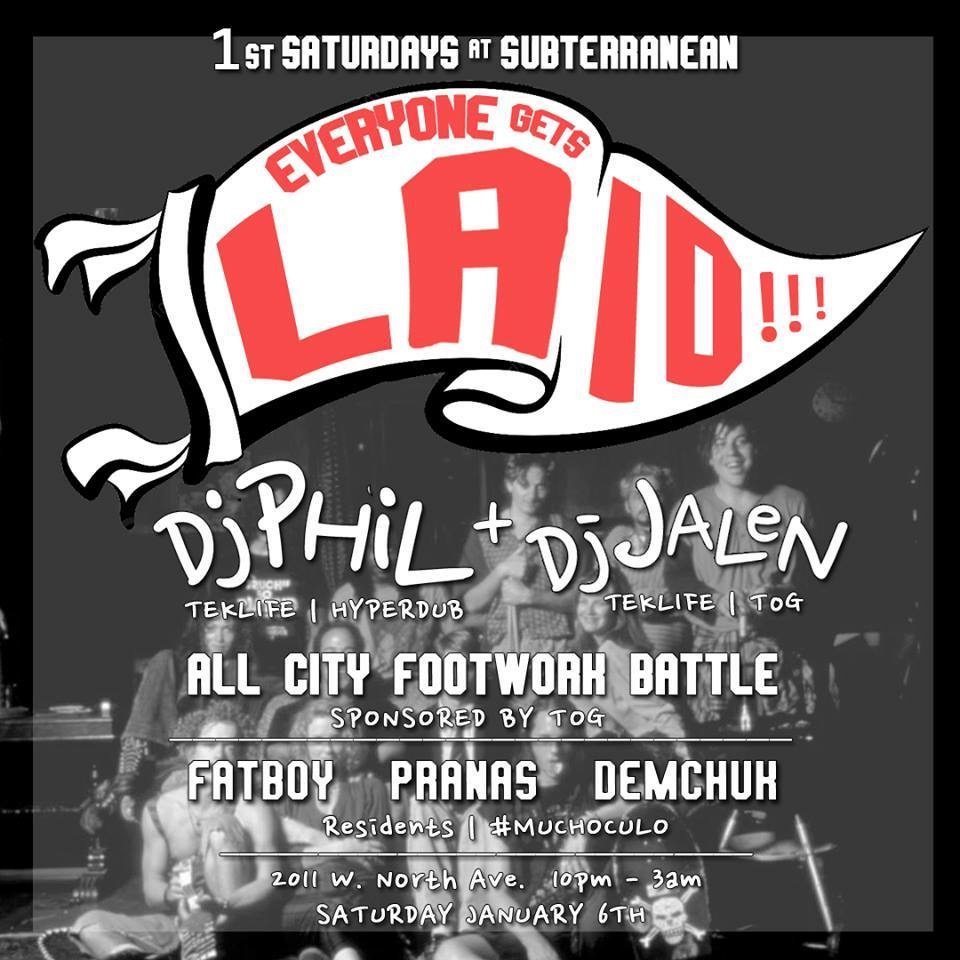 1ST SATURDAYS AT SUBTERRANEAN
EVERYONE GETS
LAID!!!
DJ PHIL + DJ JALEN
TEKLIFE | HYPERDUB TEKLIFE | TOG
ALL CITY FOOTWORK BATTLE
SPONSORED BY TOG
FATBOY PRANAS DEMCHUK
Residents | #MUCHOCULO
2011 W. North Ave. 10pm - 3am
SATURDAY JANUARY 6TH